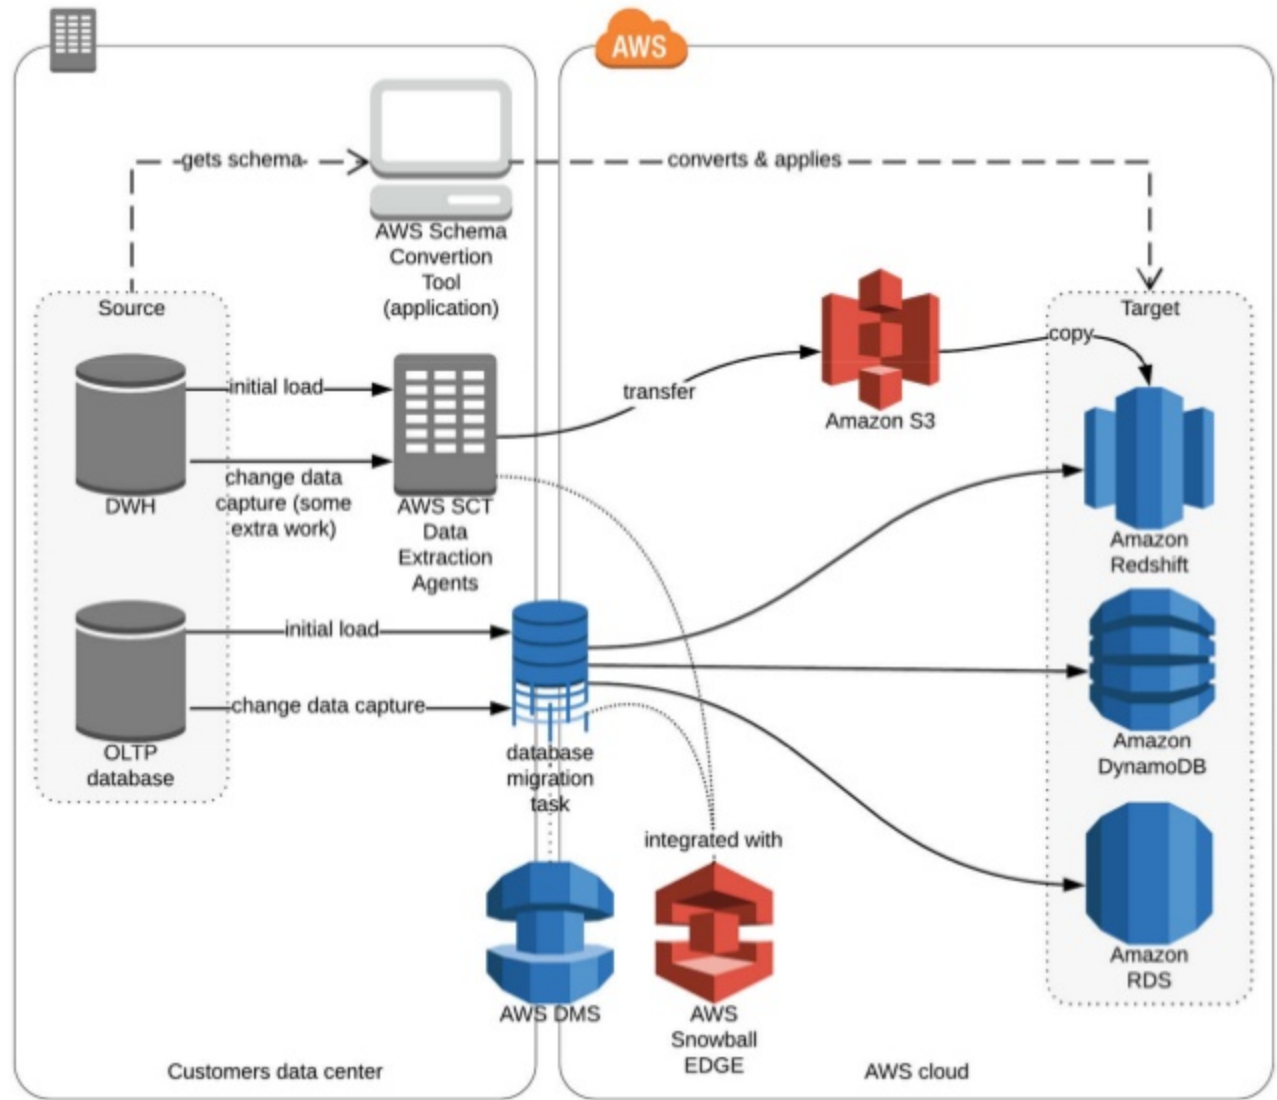 AWS
gets schema
converts & applies
AWS Schema
Convertion
Tool
(application)
Source
Target
copy
initial load
transfer
Amazon S3
change data
capture (some
extra work)
DWH
AWS SCT
Data
Extraction
Agents
Amazon
Redshift
initial load
change data capture
OLTP
database
database
migration
task
Amazon
DynamoDB
integrated with
Amazon
RDS
AWS DMS
AWS
Snowball
EDGE
Customers data center
AWS cloud